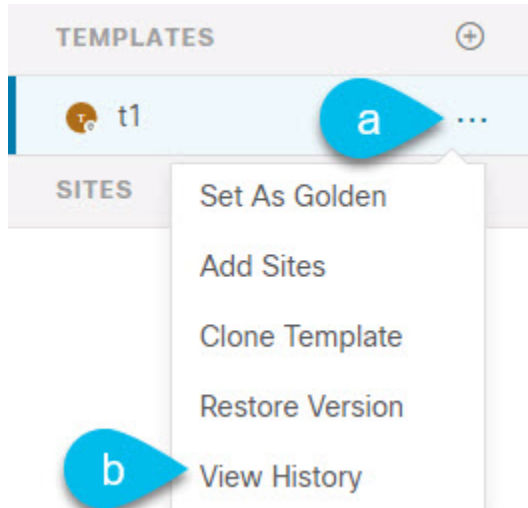 TEMPLATES
T t1 a ...
SITES
Set As Golden
Add Sites
Clone Template
Restore Version
b View History